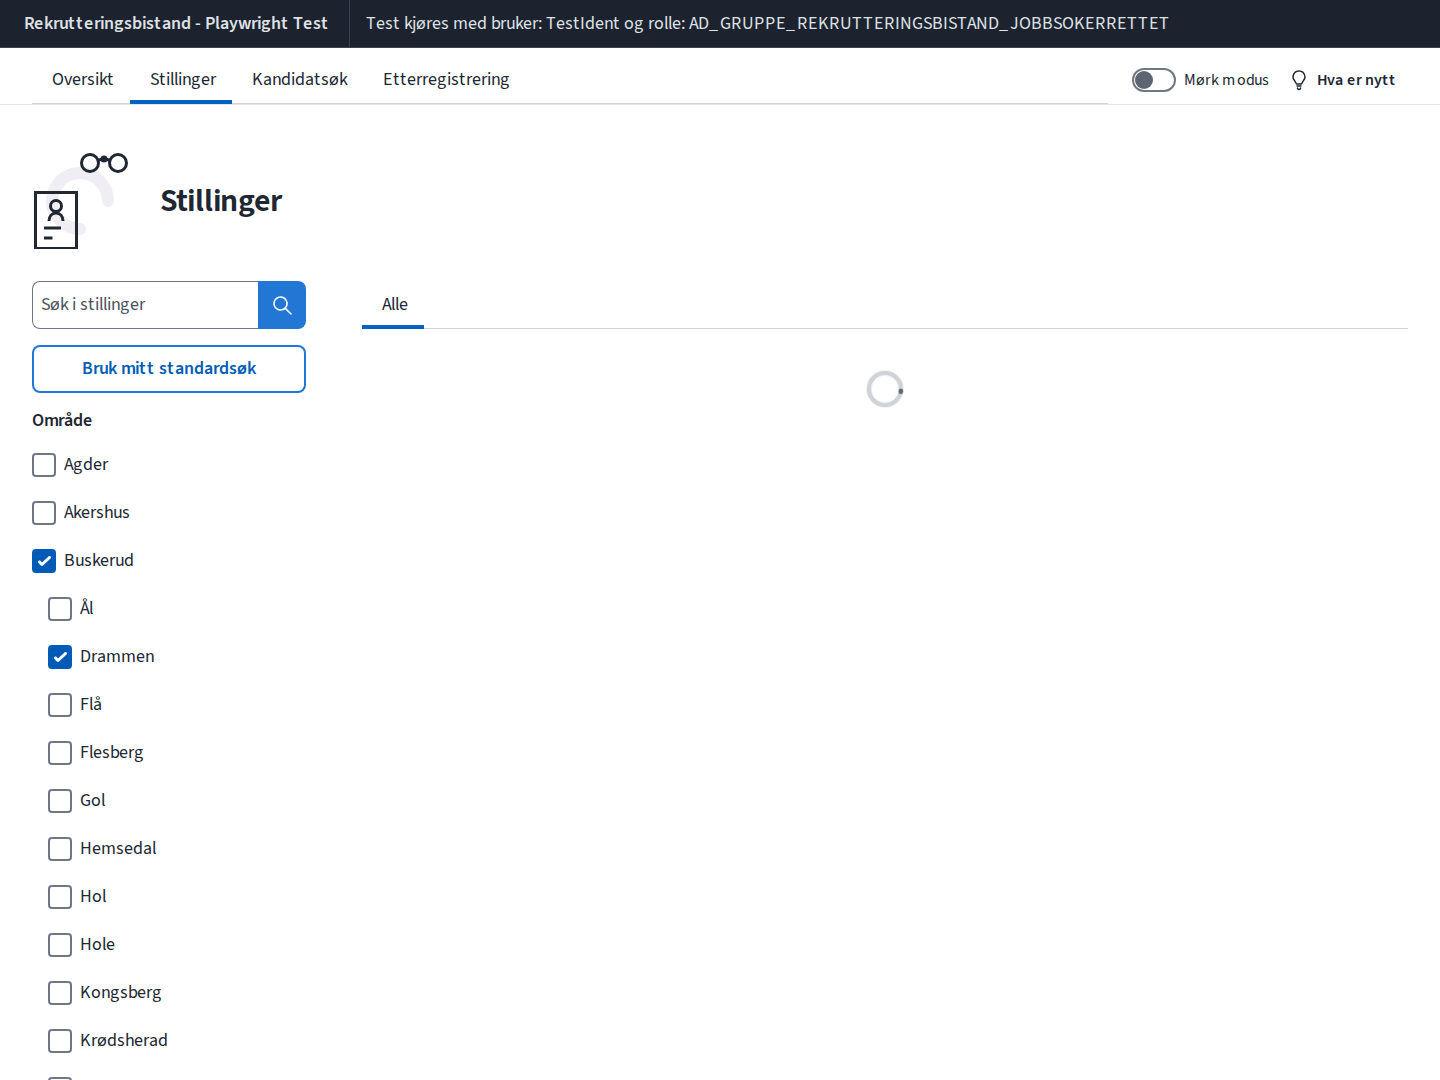 Rekrutteringsbistand - Playwright Test
Test kjøres med bruker: TestIdent og rolle: AD_GRUPPE_REKRUTTERINGSBISTAND_JOBBSOKERRETTET
Oversikt
Stillinger
Kandidatsøk
Etterregistrering
Mørk modus
Hva er nytt
Stillinger
Søk i stillinger
Alle
Bruk mitt standardsøk
Område
Agder
Akershus
Buskerud
Ål
Drammen
Flå
Flesberg
Gol
Hemsedal
Hol
Hole
Kongsberg
Krødsherad